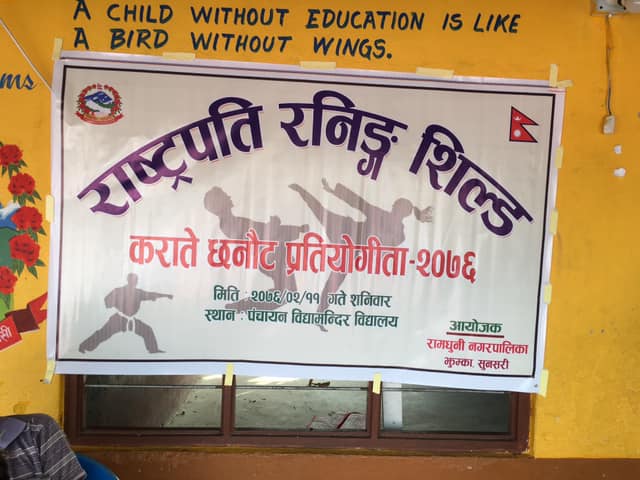 A CHILD WITHOUT EDUCATION IS LIKE
A BIRD WITHOUT WINGS.
राष्ट्रपति रनिङ्ग शिल्ड
कराते छनौट प्रतियोगीता-२०७६
मिति : २०७६/०२/११ गते शनिवार
स्थान : पंचायन विद्यामन्दिर विद्यालय
आयोजक
रामधुनी नगरपालिका
झुम्का, सुनसरी